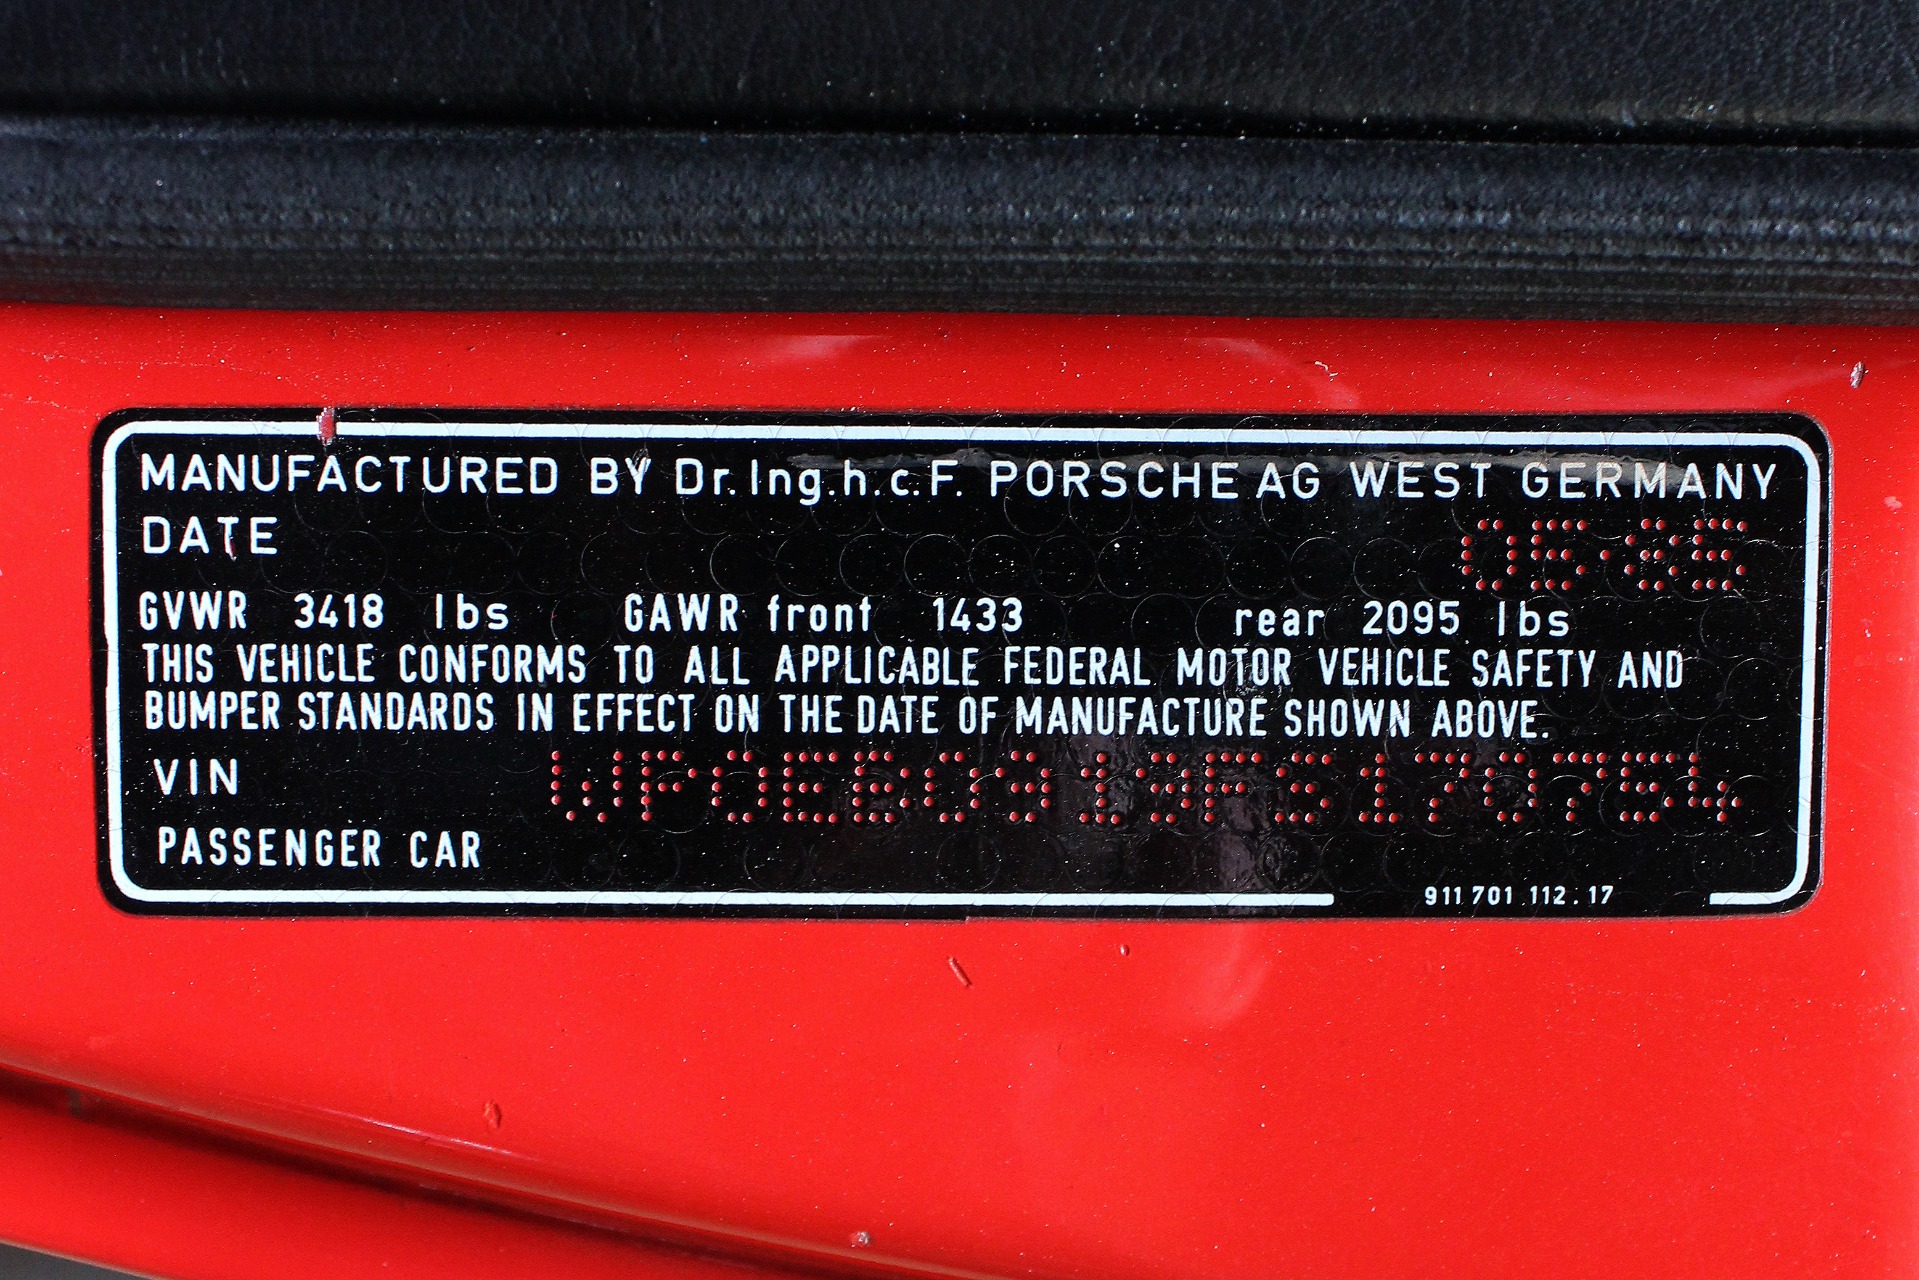 MANUFACTURED BY Dr.Ing.h.c.F. PORSCHE AG WEST GERMANY
DATE 05·85
GVWR 3418 lbs GAWR front 1433 rear 2095 lbs
THIS VEHICLE CONFORMS TO ALL APPLICABLE FEDERAL MOTOR VEHICLE SAFETY AND
BUMPER STANDARDS IN EFFECT ON THE DATE OF MANUFACTURE SHOWN ABOVE.
VIN WP0EB0919FS170754
PASSENGER CAR
911 701 112.17